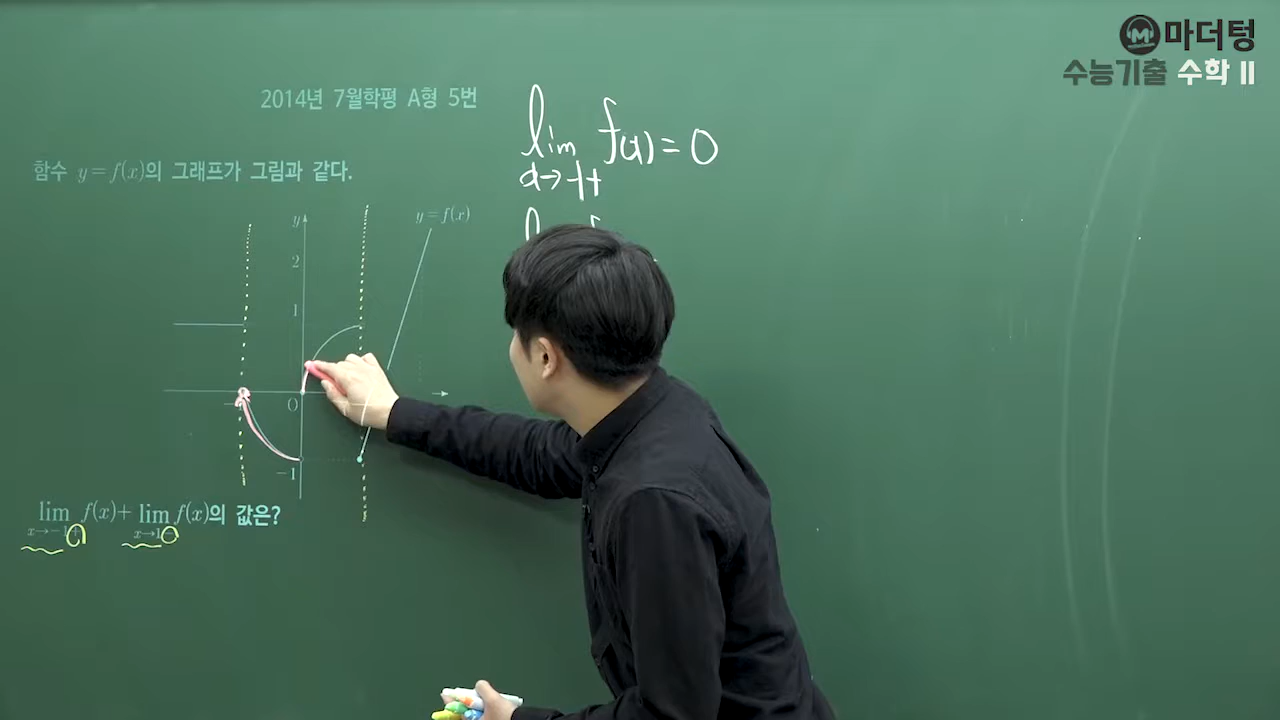 마더텅
수능기출 수학 II
2014년 7월학평 A형 5번
함수 y=f(x)의 그래프가 그림과 같다.
lim f(x)=0
x→-1+
y
y=f(x)
2
1
0
-1
lim f(x)+lim f(x)의 값은?
x→-1+ x→1-